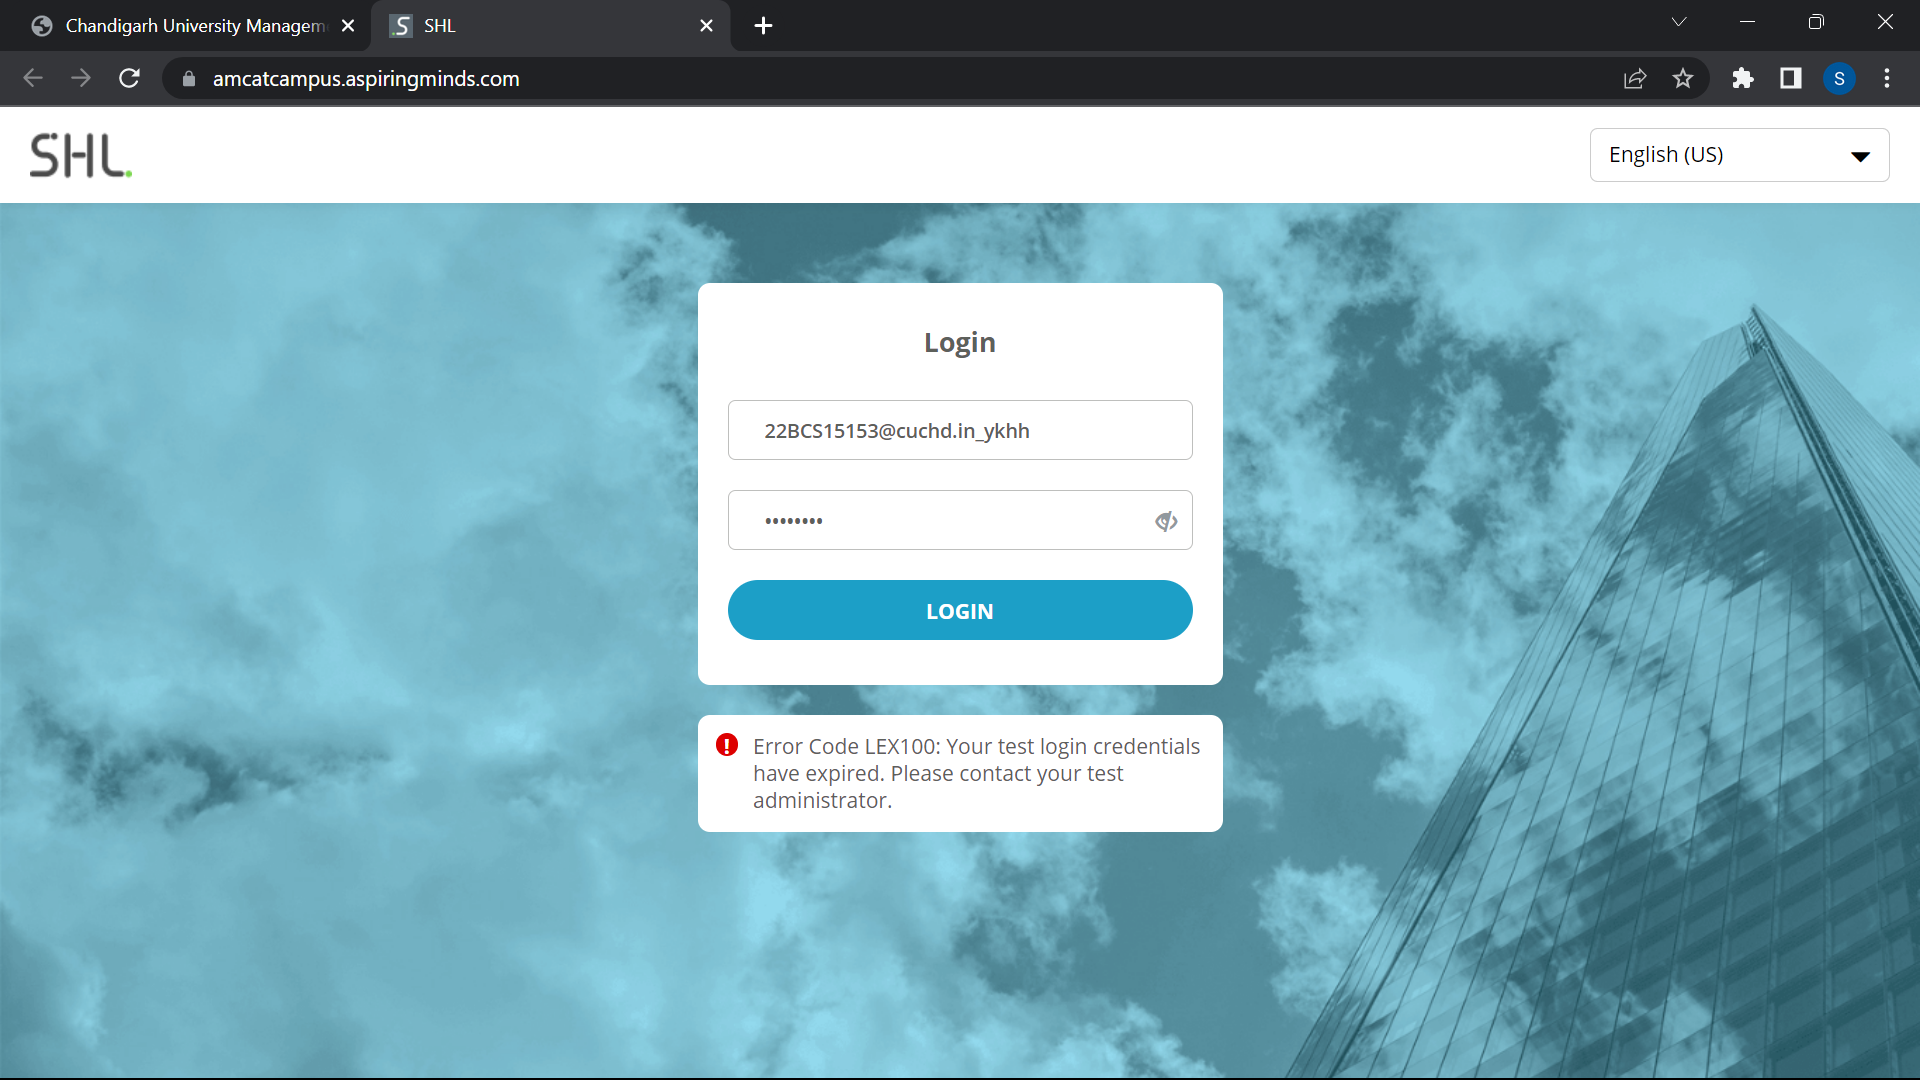 Chandigarh University Managem
SHL
amcatcampus.aspiringminds.com
S
SHL.
English (US)
Login
22BCS15153@cuchd.in_ykhh
••••••••
LOGIN
Error Code LEX100: Your test login credentials
have expired. Please contact your test
administrator.